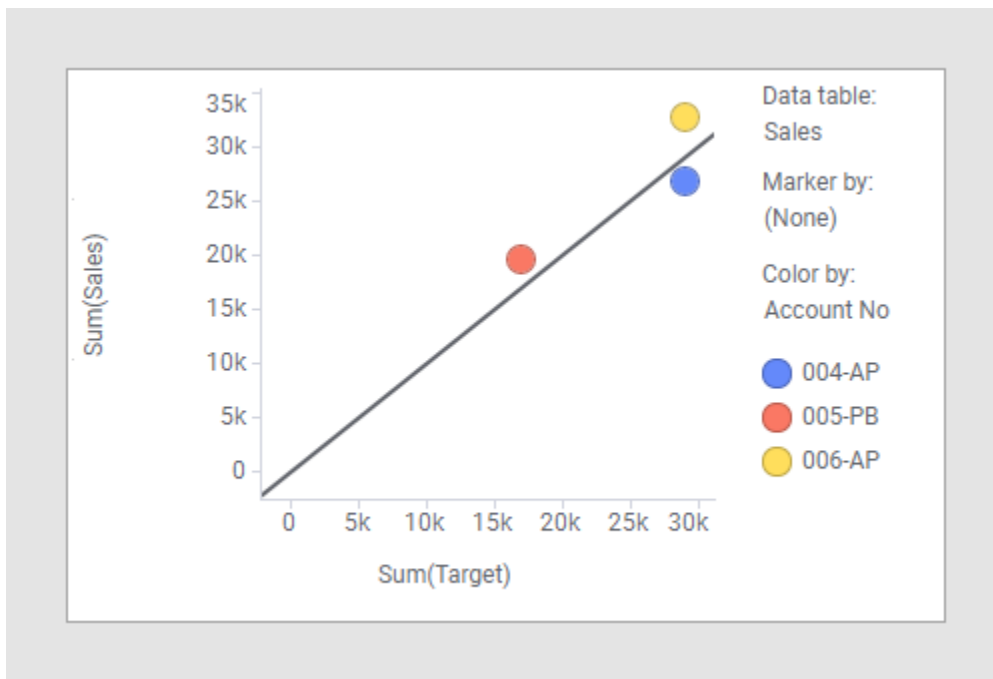 35k
30k
25k
20k
15k
10k
5k
0
Sum(Sales)
0 5k 10k 15k 20k 25k 30k
Sum(Target)
Data table:
Sales
Marker by:
(None)
Color by:
Account No
004-AP
005-PB
006-AP